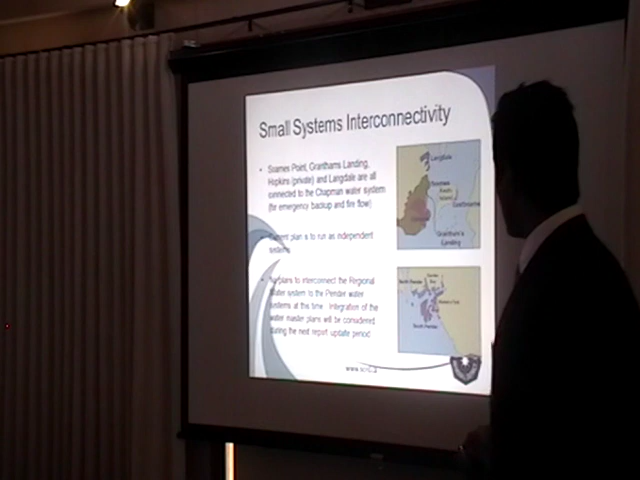 Small Systems Interconnectivity
• Soames Point, Granthams Landing,
Hopkins (private) and Langdale are all
connected to the Chapman water system
(for emergency backup and fire flow)
Current plan is to run as independent
systems
No plans to interconnect the Regional
water system to the Pender water
systems at this time. Integration of the
water master plans will be considered
during the next report update period
Langdale
Soames
Granthams
Landing
South Pender